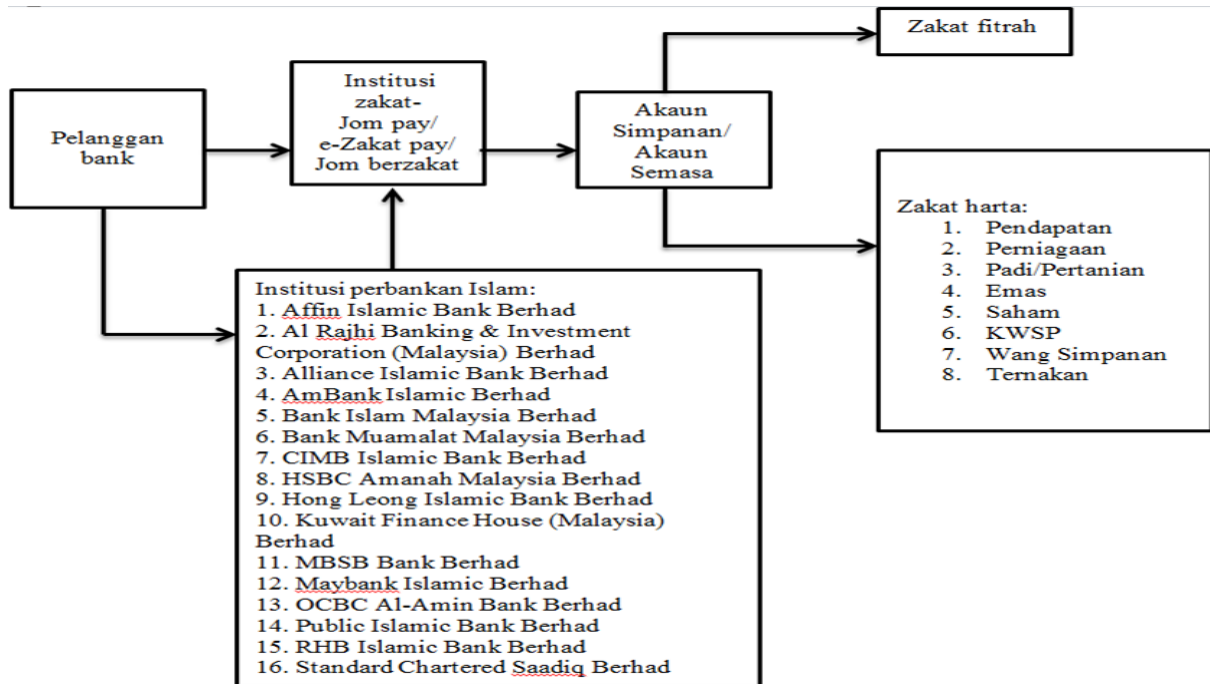 Pelanggan
bank
Institusi
zakat-
Jom pay/
e-Zakat pay/
Jom berzakat
Akaun
Simpanan/
Akaun
Semasa
Zakat fitrah
Zakat harta:
1. Pendapatan
2. Perniagaan
3. Padi/Pertanian
4. Emas
5. Saham
6. KWSP
7. Wang Simpanan
8. Ternakan
Institusi perbankan Islam:
1. Affin Islamic Bank Berhad
2. Al Rajhi Banking & Investment
Corporation (Malaysia) Berhad
3. Alliance Islamic Bank Berhad
4. AmBank Islamic Berhad
5. Bank Islam Malaysia Berhad
6. Bank Muamalat Malaysia Berhad
7. CIMB Islamic Bank Berhad
8. HSBC Amanah Malaysia Berhad
9. Hong Leong Islamic Bank Berhad
10. Kuwait Finance House (Malaysia)
Berhad
11. MBSB Bank Berhad
12. Maybank Islamic Berhad
13. OCBC Al-Amin Bank Berhad
14. Public Islamic Bank Berhad
15. RHB Islamic Bank Berhad
16. Standard Chartered Saadiq Berhad